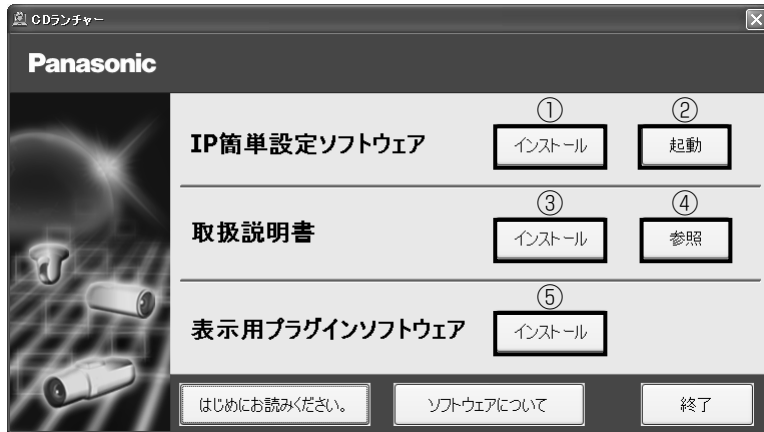 CDランチャー
Panasonic
① ②
IP簡単設定ソフトウェア インストール 起動
③ ④
取扱説明書 インストール 参照
⑤
表示用プラグインソフトウェア インストール
はじめにお読みください。 ソフトウェアについて 終了